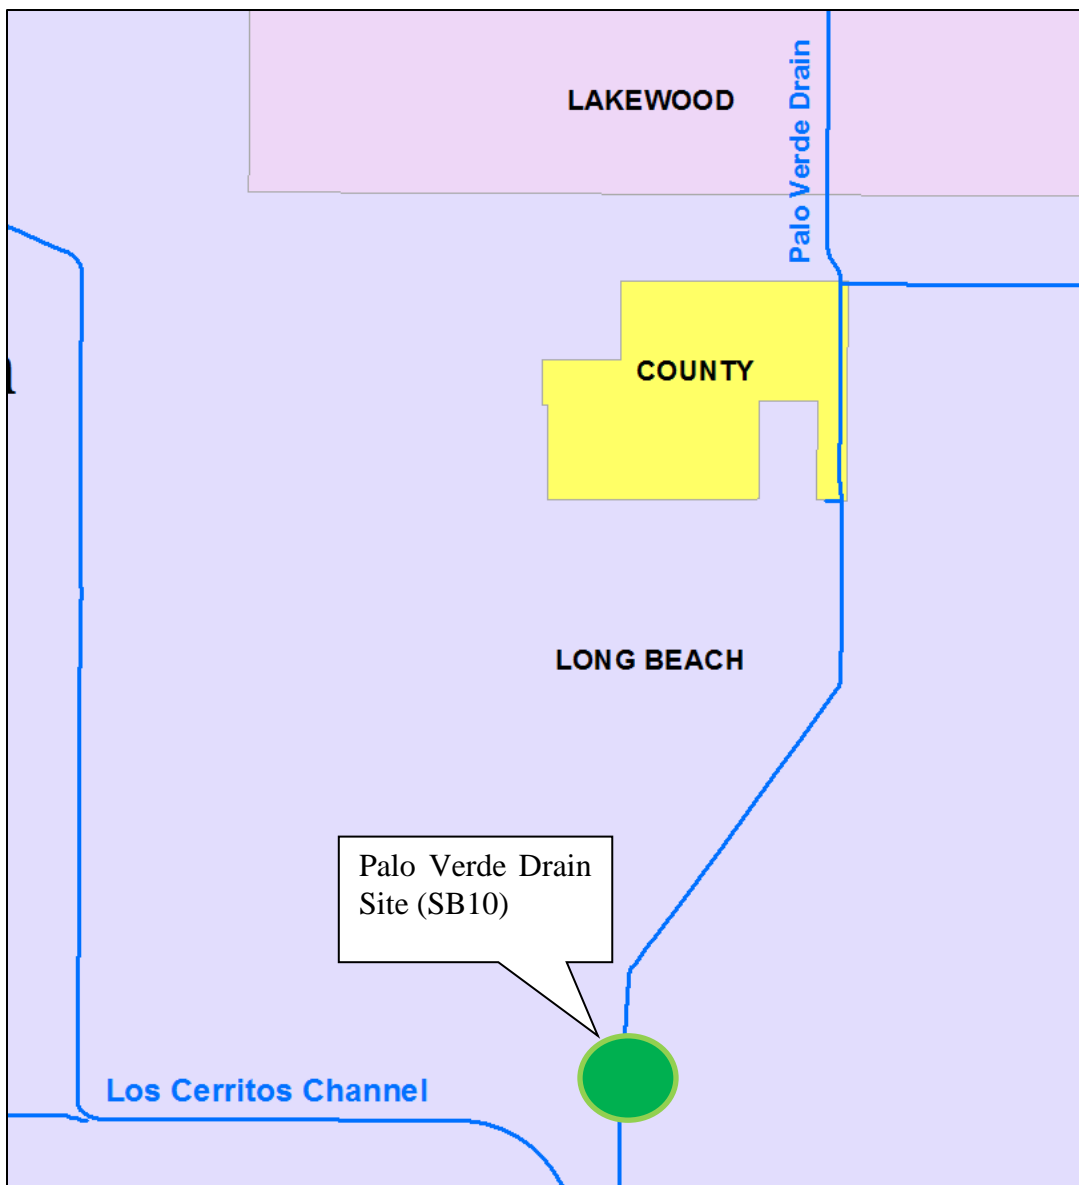 LAKEWOOD
Palo Verde Drain
COUNTY
LONG BEACH
Palo Verde Drain
Site (SB10)
Los Cerritos Channel